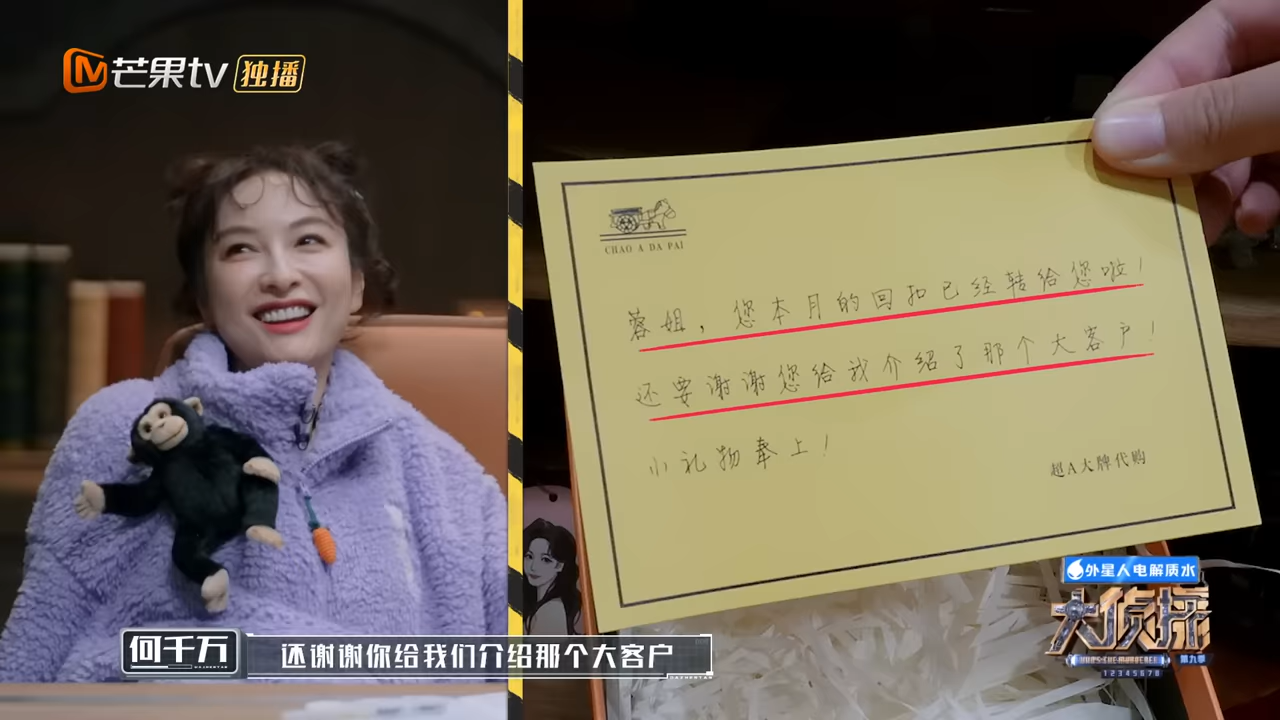 芒果tv 独播
CHAO A DA PAI
蓉姐，您本月的回扣已经转给您啦！
还要谢谢您给我介绍了那个大客户！
小礼物奉上！
超A大牌代购
外星人电解质水
大侦探
第九季
12345678
何千万
还谢谢你给我们介绍那个大客户